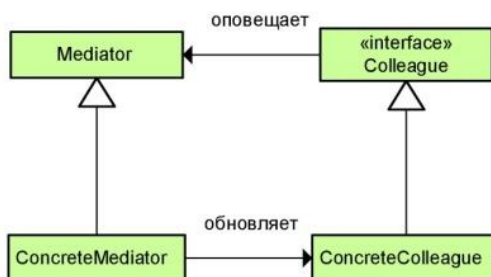 оповещает
Mediator
«interface»
Colleague
обновляет
ConcreteMediator
ConcreteColleague